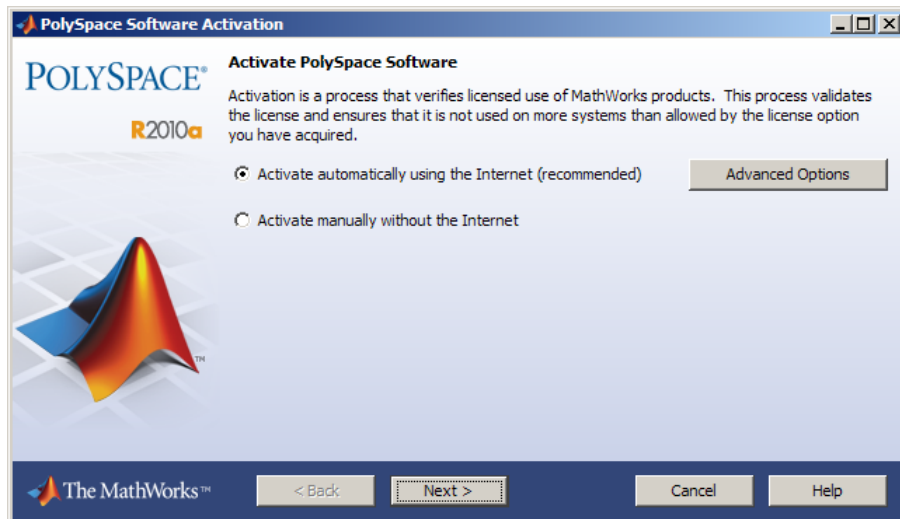 PolySpace Software Activation
POLYSPACE®
R2010a
Activate PolySpace Software
Activation is a process that verifies licensed use of MathWorks products. This process validates
the license and ensures that it is not used on more systems than allowed by the license option
you have acquired.
Activate automatically using the Internet (recommended)
Advanced Options
Activate manually without the Internet
TM
The MathWorks™
< Back
Next >
Cancel
Help